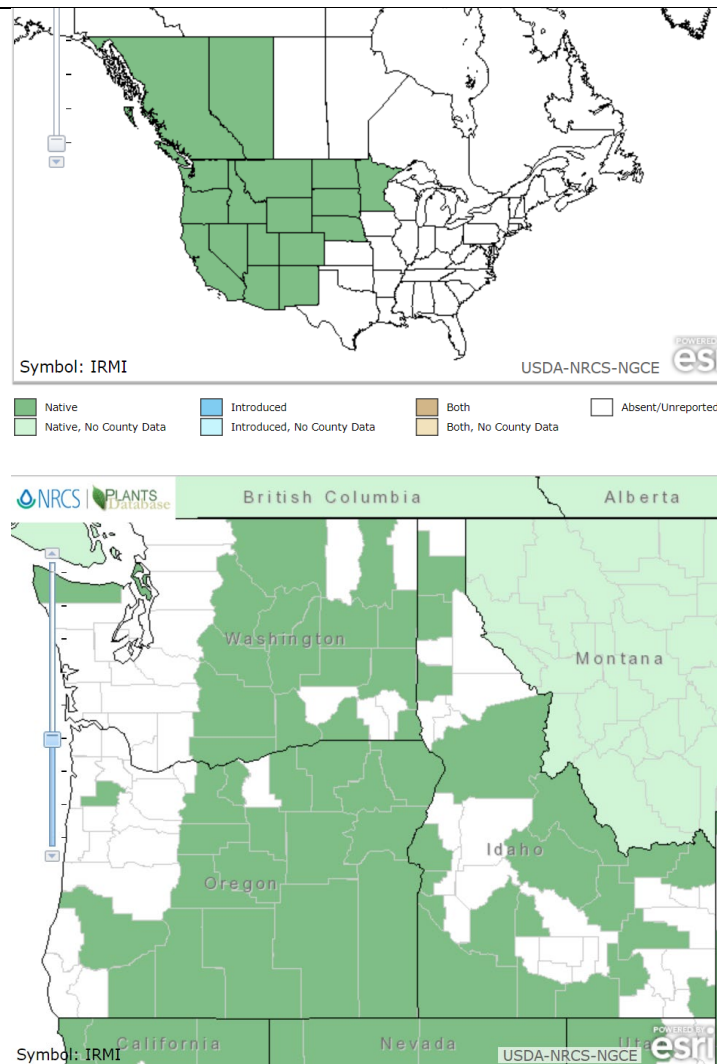 Symbol: IRMI
USDA-NRCS-NGCE
POWERED BY
es
Native
Introduced
Both
Absent/Unreported
Native, No County Data
Introduced, No County Data
Both, No County Data
NRCS
PLANTS
Database
British Columbia
Alberta
Washington
Montana
Idaho
Oregon
California
Nevada
Uta
POWERED BY
esri
Symbol: IRMI
USDA-NRCS-NGCE